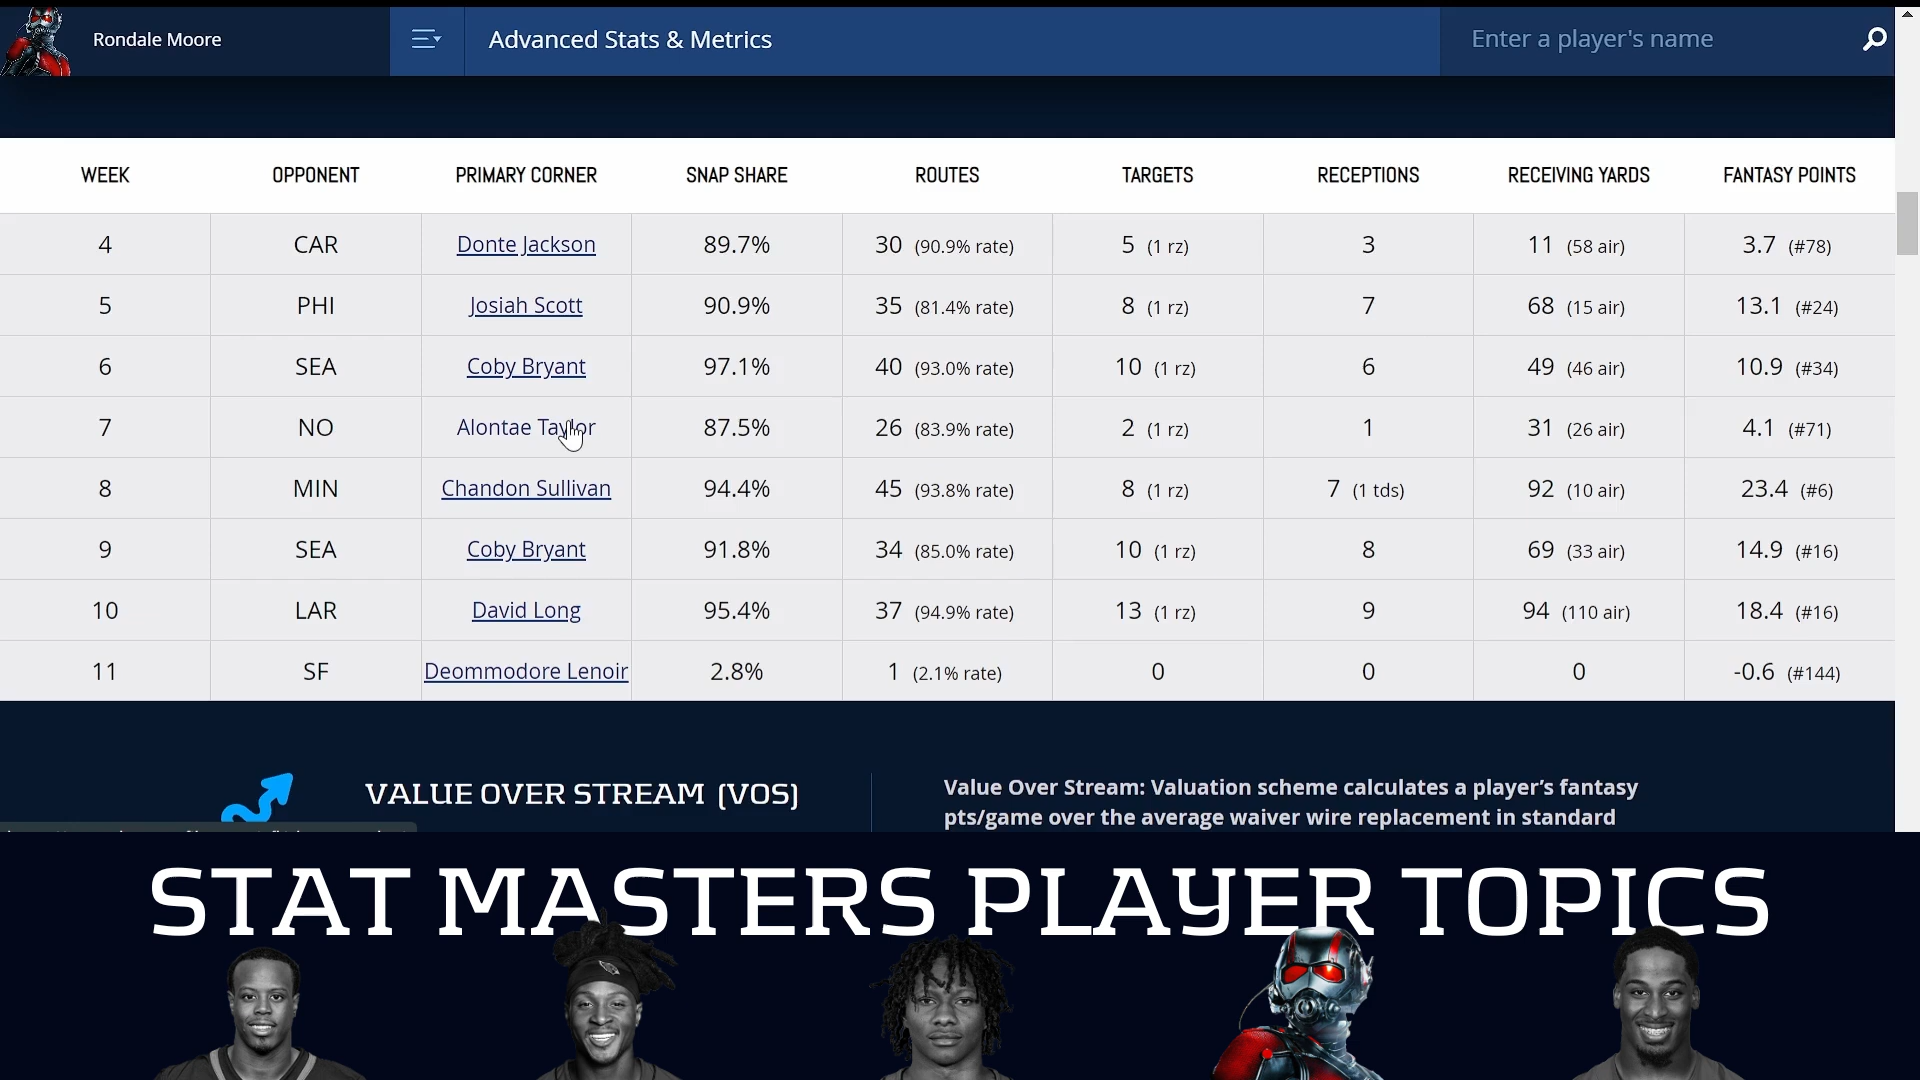 Rondale Moore
Advanced Stats & Metrics
Enter a player's name
WEEK OPPONENT PRIMARY CORNER SNAP SHARE ROUTES TARGETS RECEPTIONS RECEIVING YARDS FANTASY POINTS
4 CAR Donte Jackson 89.7% 30 (90.9% rate) 5 (1 rz) 3 11 (58 air) 3.7 (#78)
5 PHI Josiah Scott 90.9% 35 (81.4% rate) 8 (1 rz) 7 68 (15 air) 13.1 (#24)
6 SEA Coby Bryant 97.1% 40 (93.0% rate) 10 (1 rz) 6 49 (46 air) 10.9 (#34)
7 NO Alontae Taylor 87.5% 26 (83.9% rate) 2 (1 rz) 1 31 (26 air) 4.1 (#71)
8 MIN Chandon Sullivan 94.4% 45 (93.8% rate) 8 (1 rz) 7 (1 tds) 92 (10 air) 23.4 (#6)
9 SEA Coby Bryant 91.8% 34 (85.0% rate) 10 (1 rz) 8 69 (33 air) 14.9 (#16)
10 LAR David Long 95.4% 37 (94.9% rate) 13 (1 rz) 9 94 (110 air) 18.4 (#16)
11 SF Deommodore Lenoir 2.8% 1 (2.1% rate) 0 0 0 -0.6 (#144)
VALUE OVER STREAM (VOS)
Value Over Stream: Valuation scheme calculates a player's fantasy
pts/game over the average waiver wire replacement in standard
STAT MASTERS PLAYER TOPICS